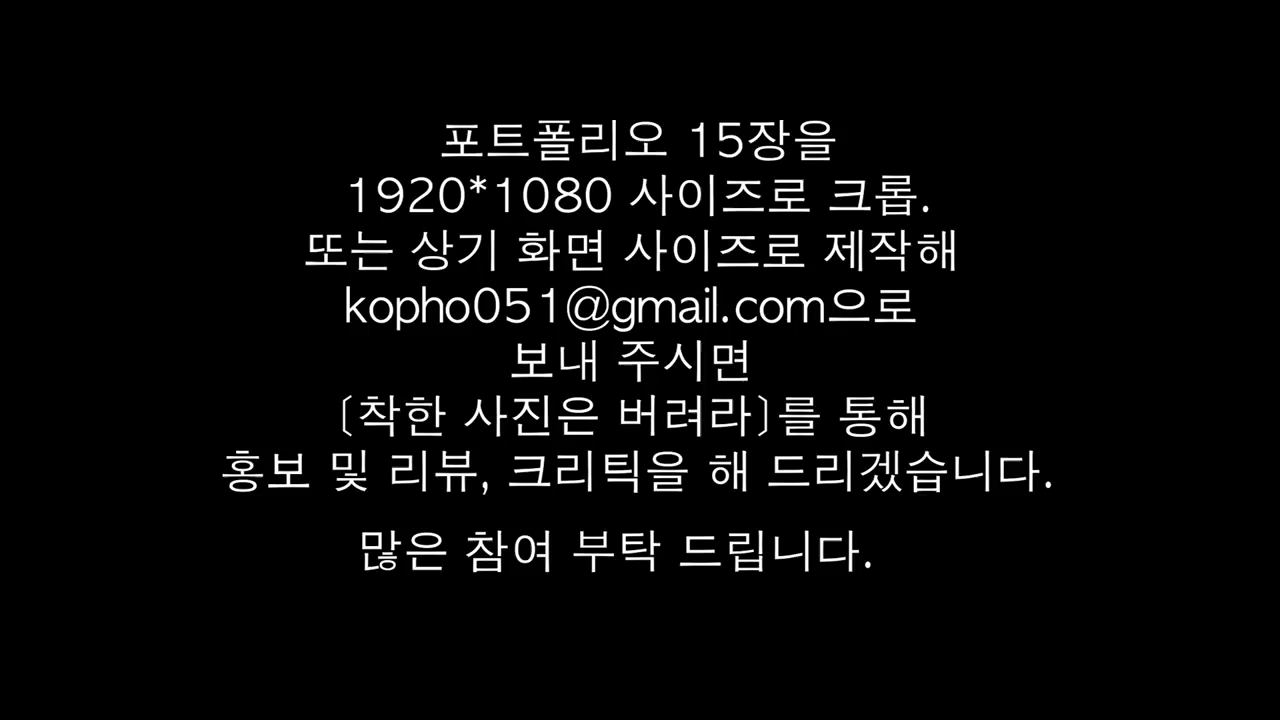 포트폴리오 15장을
1920*1080 사이즈로 크롭.
또는 상기 화면 사이즈로 제작해
kopho051@gmail.com으로
보내 주시면
〔착한 사진은 버려라〕를 통해
홍보 및 리뷰, 크리틱을 해 드리겠습니다.
많은 참여 부탁 드립니다.